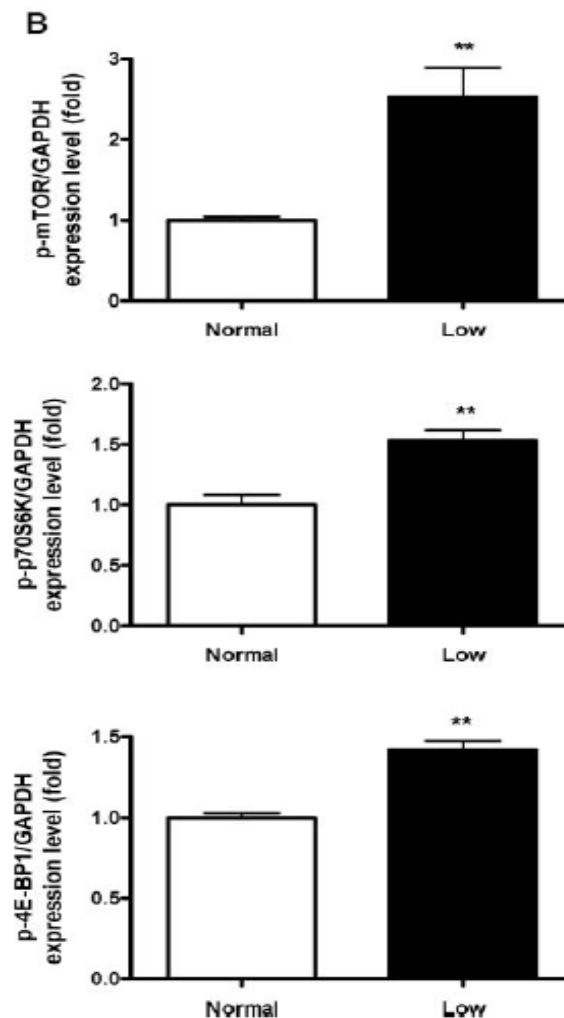 B
p-mTOR/GAPDH
expression level (fold)
3
2
1
0
**
Normal Low
p-p70S6K/GAPDH
expression level (fold)
2.0
1.5
1.0
0.5
0.0
**
Normal Low
p-4E-BP1/GAPDH
expression level (fold)
1.5
1.0
0.5
0.0
**
Normal Low